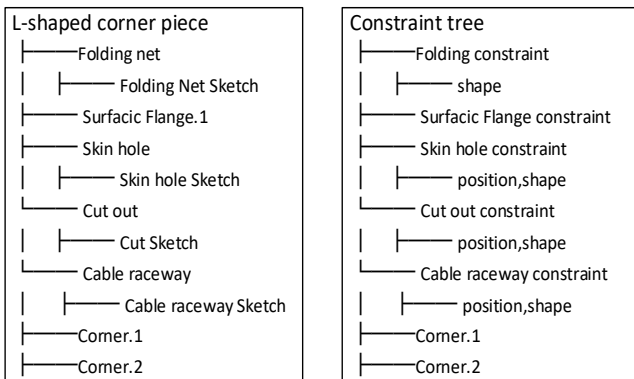 L-shaped corner piece
Folding net
Folding Net Sketch
Surfacic Flange.1
Skin hole
Skin hole Sketch
Cut out
Cut Sketch
Cable raceway
Cable raceway Sketch
Corner.1
Corner.2
Constraint tree
Folding constraint
shape
Surfacic Flange constraint
Skin hole constraint
position,shape
Cut out constraint
position,shape
Cable raceway constraint
position,shape
Corner.1
Corner.2